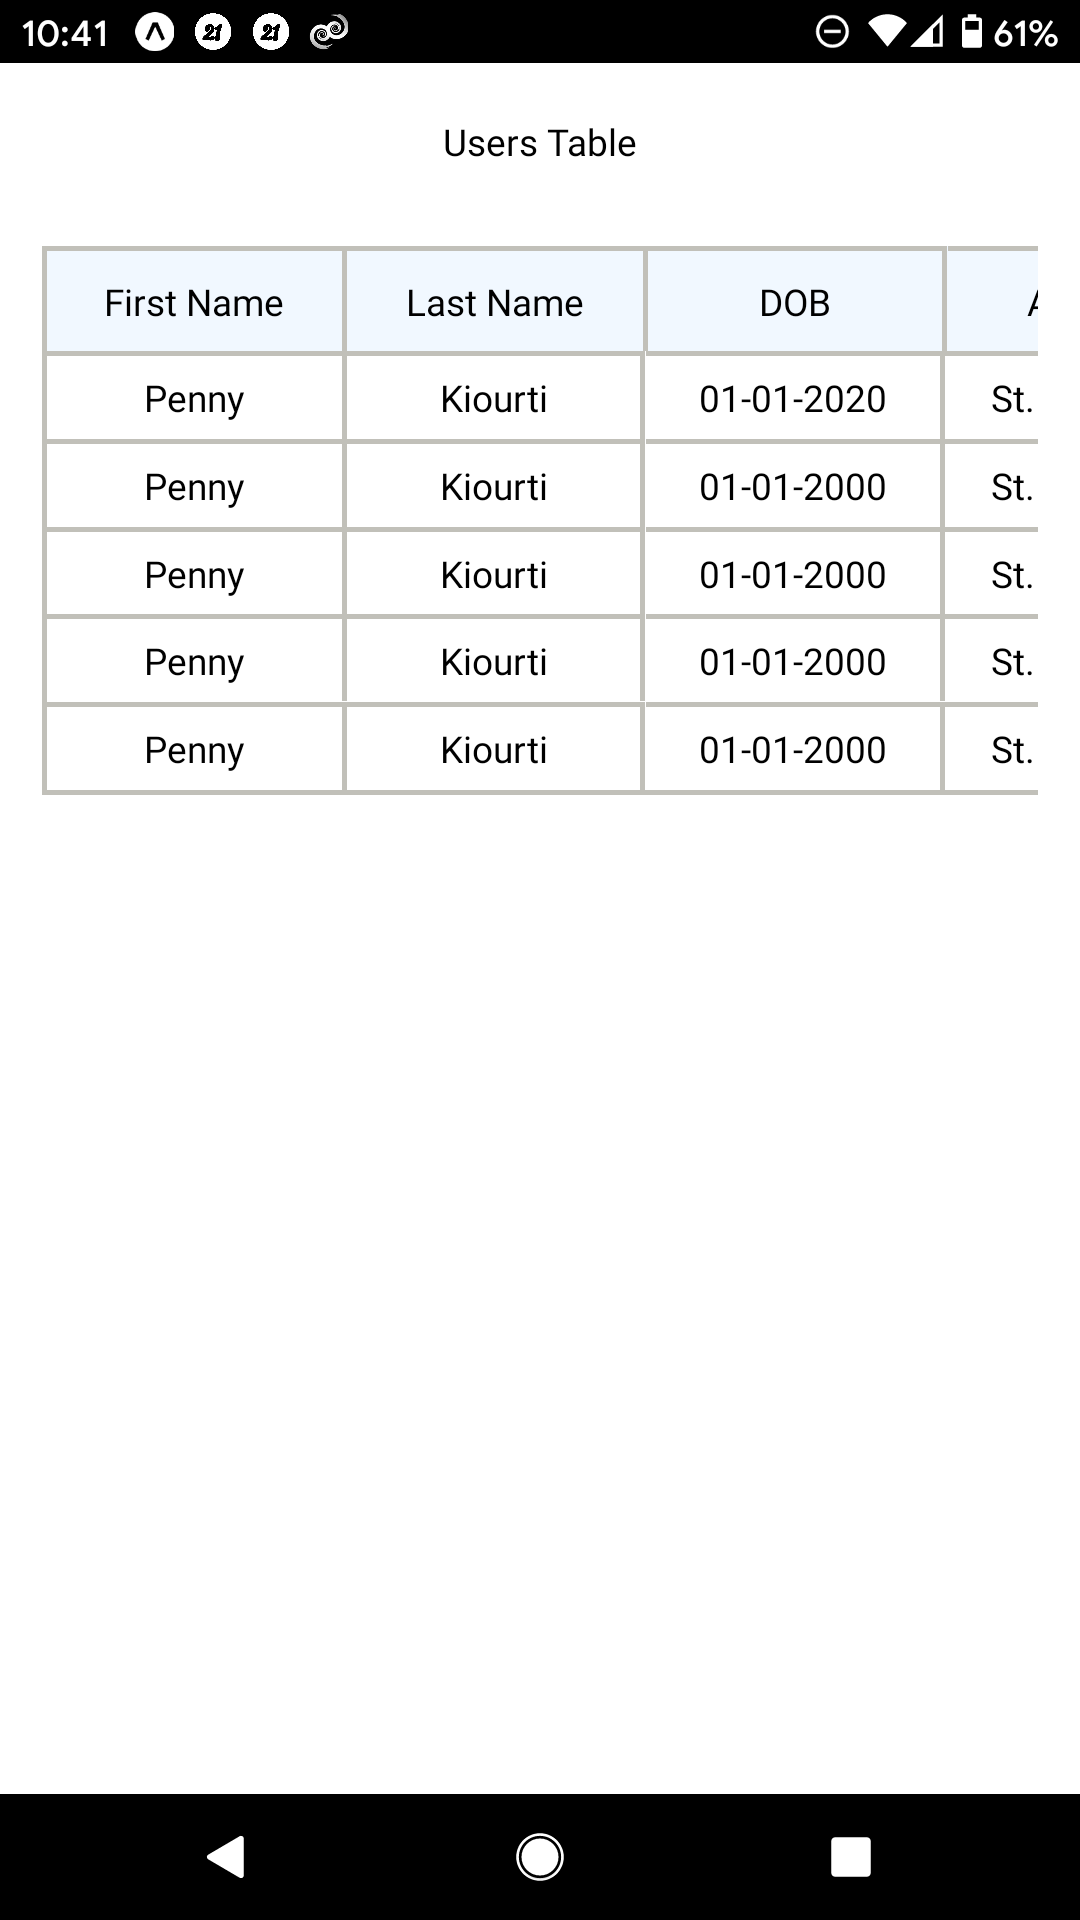 10:41 21 21 61%
Users Table
First Name Last Name DOB A
Penny Kiourti 01-01-2020 St.
Penny Kiourti 01-01-2000 St.
Penny Kiourti 01-01-2000 St.
Penny Kiourti 01-01-2000 St.
Penny Kiourti 01-01-2000 St.